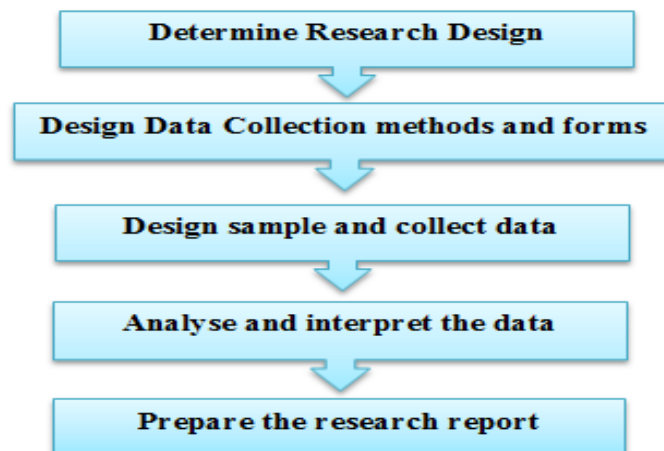 Determine Research Design
Design Data Collection methods and forms
Design sample and collect data
Analyse and interpret the data
Prepare the research report